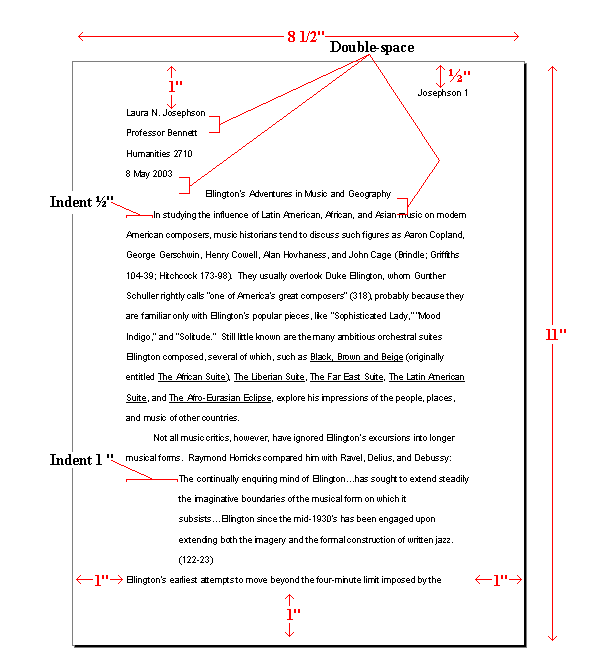 8 1/2"
Double-space
1"
½"
Josephson 1
Laura N. Josephson
Professor Bennett
Humanities 2710
8 May 2003
Ellington's Adventures in Music and Geography
Indent ½"
In studying the influence of Latin American, African, and Asian music on modern
American composers, music historians tend to discuss such figures as Aaron Copland,
George Gerschwin, Henry Cowell, Alan Hovhaness, and John Cage (Brindle; Griffiths
104-39; Hitchcock 173-98).  They usually overlook Duke Ellington, whom Gunther
Schuller rightly calls "one of America's great composers" (318), probably because they
are familiar only with Ellington's popular pieces, like "Sophisticated Lady," "Mood
Indigo," and "Solitude."  Still little known are the many ambitious orchestral suites
Ellington composed, several of which, such as Black, Brown and Beige (originally
entitled The African Suite), The Liberian Suite, The Far East Suite, The Latin American
Suite, and The Afro-Eurasian Eclipse, explore his impressions of the people, places,
and music of other countries.
11"
Not all music critics, however, have ignored Ellington's excursions into longer
musical forms.  Raymond Horricks compared him with Ravel, Delius, and Debussy:
Indent 1 "
The continually enquiring mind of Ellington…has sought to extend steadily
the imaginative boundaries of the musical form on which it
subsists…Ellington since the mid-1930's has been engaged upon
extending both the imagery and the formal construction of written jazz.
(122-23)
1"
Ellington's earliest attempts to move beyond the four-minute limit imposed by the
1"
1"